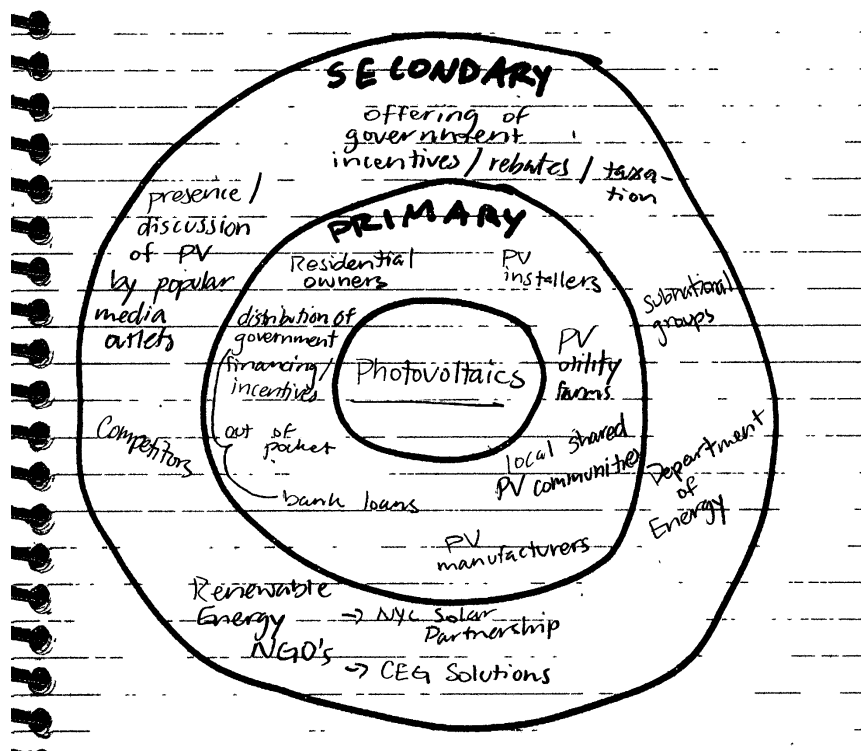 SECONDARY
offering of
government
incentives / rebates / taxa-
tion
presence /
discussion
of PV
by popular
media
outlets
PRIMARY
Residential
owners
PV
installers
subnational
groups
distribution of
government
financing /
incentives
Photovoltaics
PV
utility
farms
Competitors
out of
pocket
bank loans
local shared
PV communities
Department
of
Energy
PV
manufacturers
Renewable
Energy
NGO's
→ NYC Solar
Partnership
→ CEG Solutions